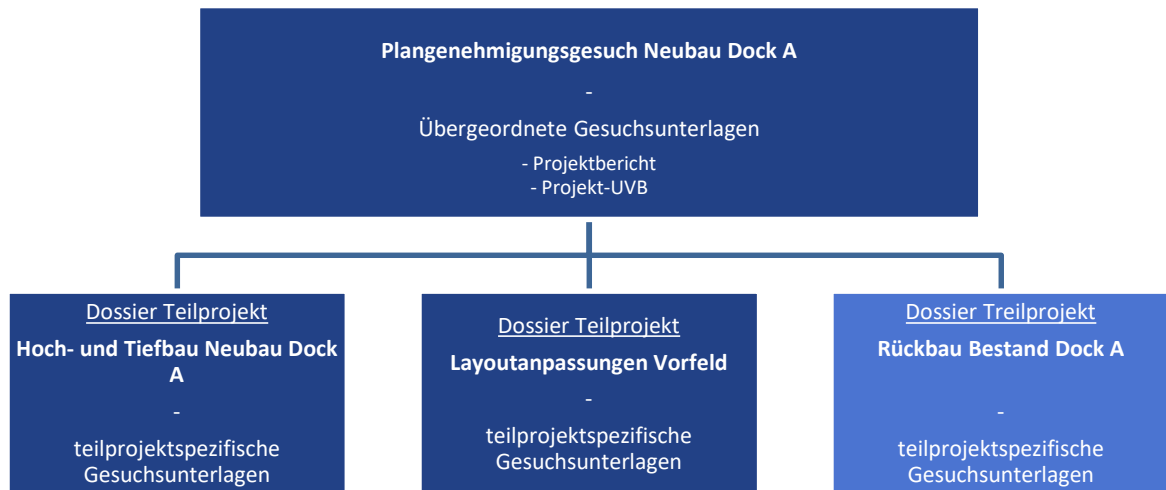 Plangenehmigungsgesuch Neubau Dock A
-
Übergeordnete Gesuchsunterlagen
- Projektbericht
- Projekt-UVB
Dossier Teilprojekt
Hoch- und Tiefbau Neubau Dock
A
-
teilprojektspezifische
Gesuchsunterlagen
Dossier Teilprojekt
Layoutanpassungen Vorfeld
-
teilprojektspezifische
Gesuchsunterlagen
Dossier Treilprojekt
Rückbau Bestand Dock A
-
teilprojektspezifische
Gesuchsunterlagen